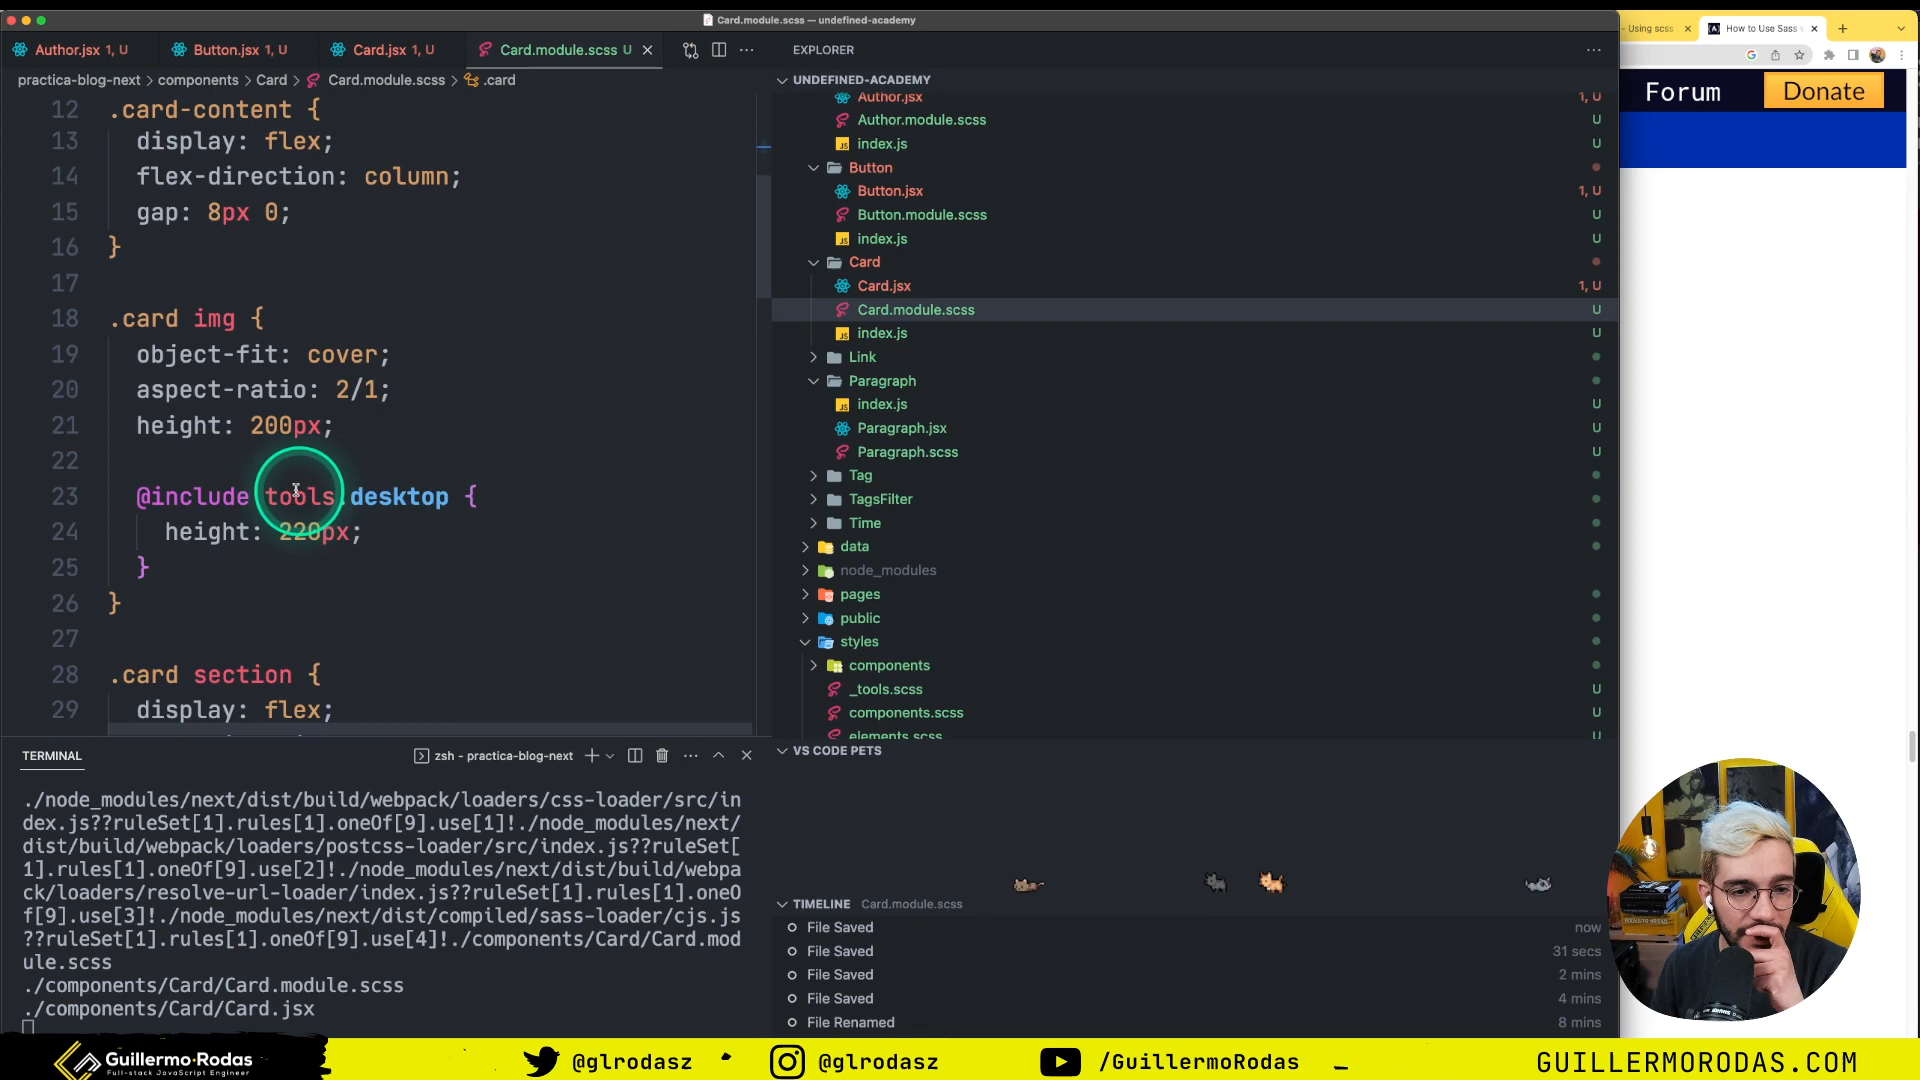 Card.module.scss — undefined-academy
Author.jsx 1, U
Button.jsx 1, U
Card.jsx 1, U
Card.module.scss U
practica-blog-next > components > Card > Card.module.scss > .card
12 .card-content {
13 display: flex;
14 flex-direction: column;
15 gap: 8px 0;
16 }
17
18 .card img {
19 object-fit: cover;
20 aspect-ratio: 2/1;
21 height: 200px;
22
23 @include tools.desktop {
24 height: 220px;
25 }
26 }
27
28 .card section {
29 display: flex;
TERMINAL
zsh - practica-blog-next
./node_modules/next/dist/build/webpack/loaders/css-loader/src/in
dex.js??ruleSet[1].rules[1].oneOf[9].use[1]!./node_modules/next/
dist/build/webpack/loaders/postcss-loader/src/index.js??ruleSet[
1].rules[1].oneOf[9].use[2]!./node_modules/next/dist/build/webpa
ck/loaders/resolve-url-loader/index.js??ruleSet[1].rules[1].oneO
f[9].use[3]!./node_modules/next/dist/compiled/sass-loader/cjs.js
??ruleSet[1].rules[1].oneOf[9].use[4]!./components/Card/Card.mod
ule.scss
./components/Card/Card.module.scss
./components/Card/Card.jsx
EXPLORER
UNDEFINED-ACADEMY
Author.jsx 1, U
Author.module.scss U
index.js U
Button
Button.jsx 1, U
Button.module.scss U
index.js U
Card
Card.jsx 1, U
Card.module.scss U
index.js U
Link
Paragraph
index.js U
Paragraph.jsx U
Paragraph.scss U
Tag
TagsFilter
Time
data
node_modules
pages
public
styles
components
_tools.scss U
components.scss U
elements.scss U
VS CODE PETS
TIMELINE Card.module.scss
File Saved now
File Saved 31 secs
File Saved 2 mins
File Saved 4 mins
File Renamed 8 mins
- Using scss
How to Use Sass
Forum
Donate
Guillermo·Rodas
Full-stack JavaScript Engineer
@glrodasz
@glrodasz
/GuillermoRodas
GUILLERMORODAS.COM